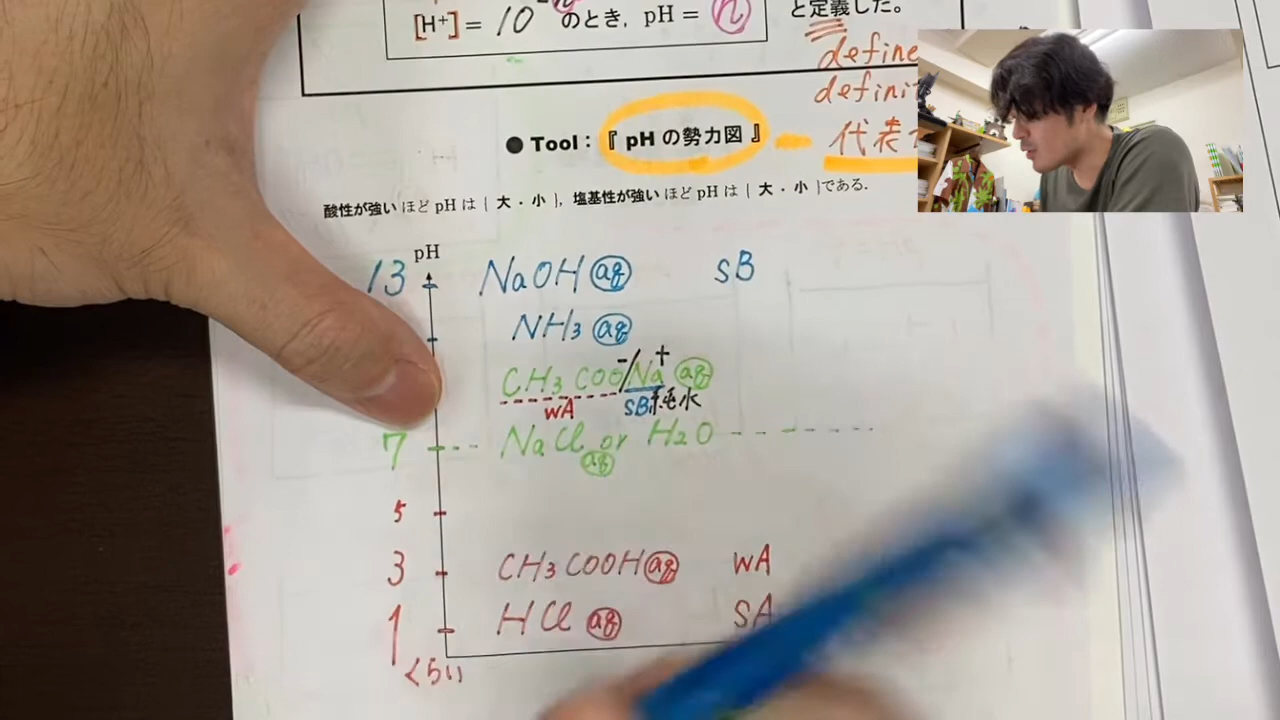 [H⁺] = 10⁻ⁿ のとき, pH = n
と定義した。
define
definit
● Tool :『 pH の勢力図 』
代表
酸性が強い ほど pH は { 大 ・ 小 }, 塩基性が強い ほど pH は { 大 ・ 小 }である.
pH
13 NaOH aq sB
NH₃ aq
CH₃COO⁻/Na⁺ aq
wA sB 純水
7 NaCl or H₂O
aq
5
3 CH₃COOH aq wA
1 HCl aq sA
くらい